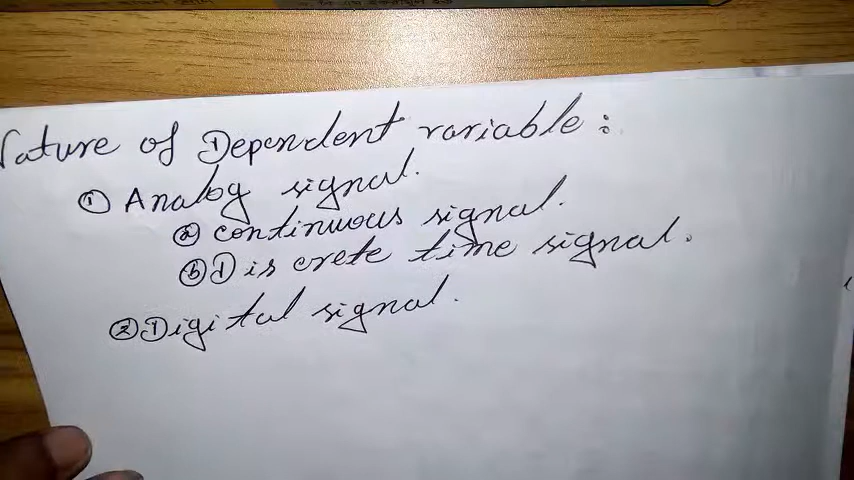 Nature of Dependent variable :
① Analog signal.
ⓐ continuous signal.
ⓑ Discrete time signal.
② Digital signal.